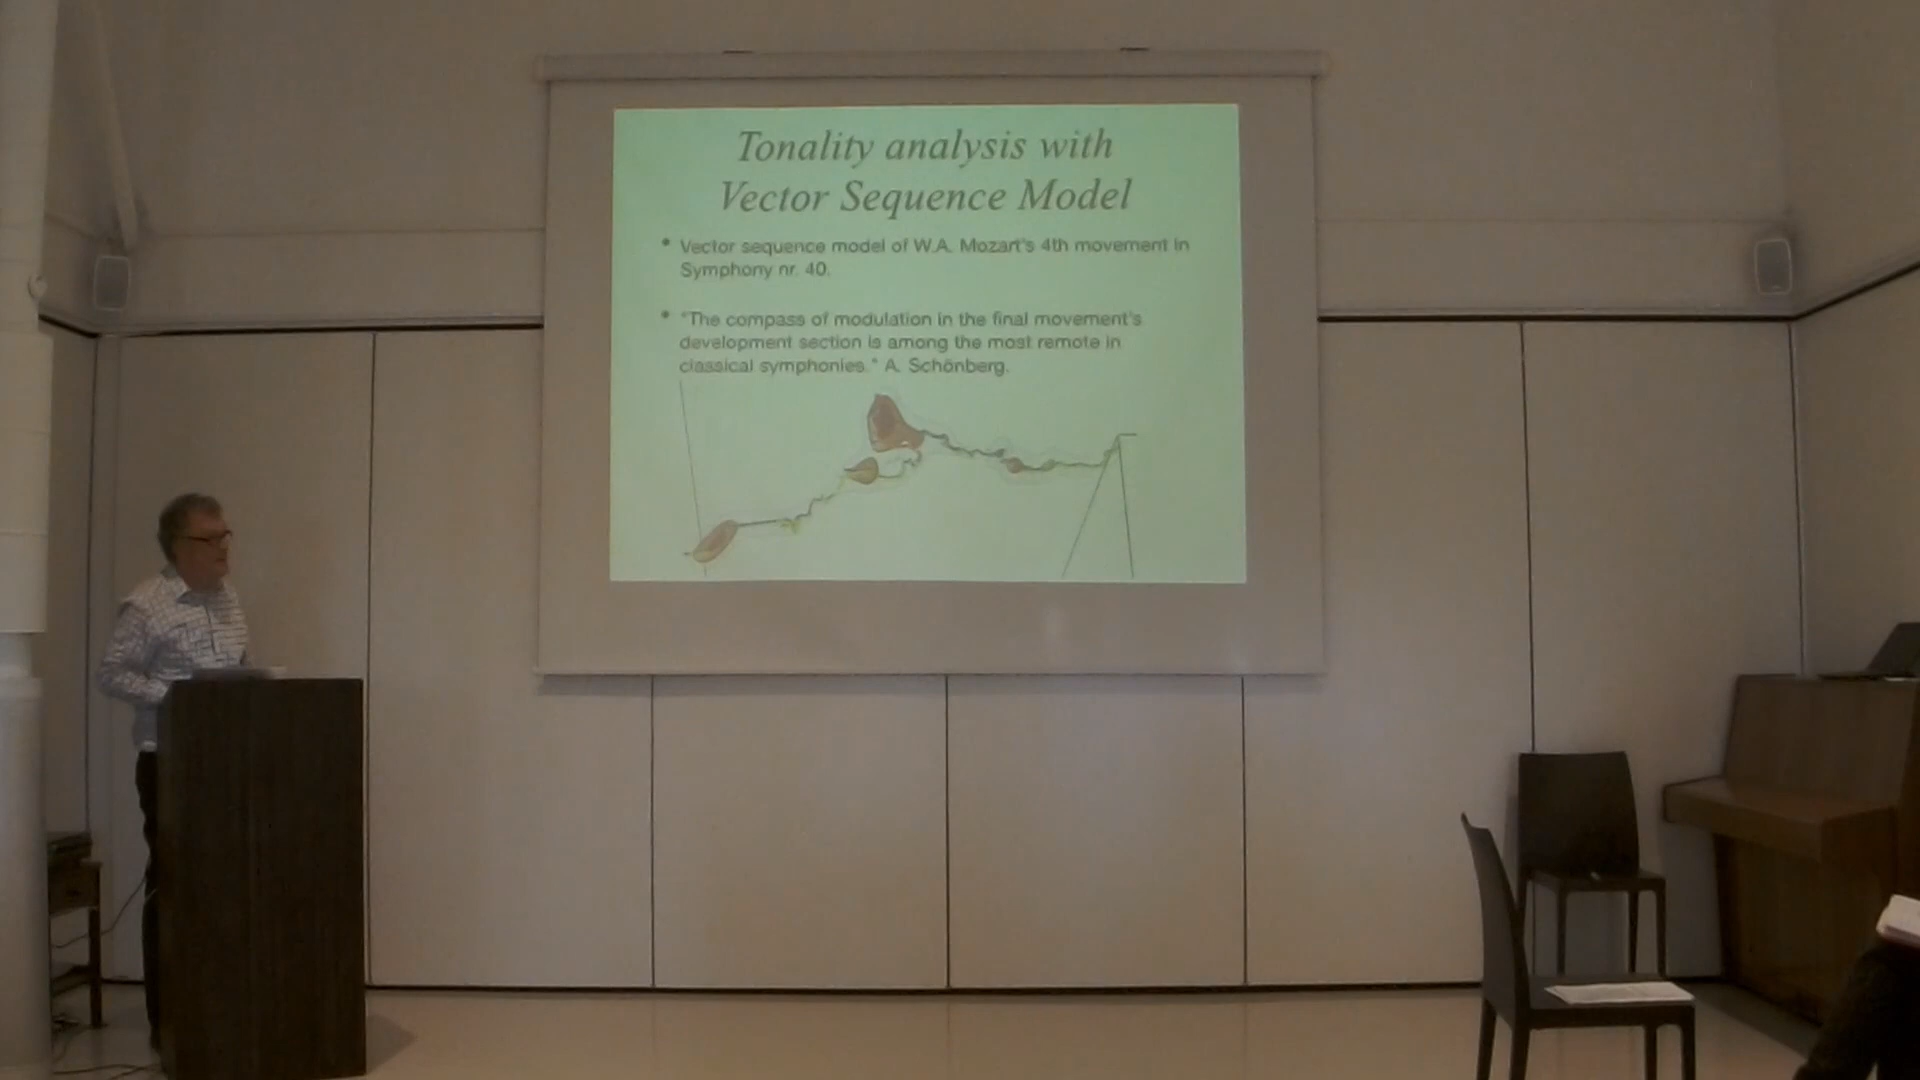 Tonality analysis with
Vector Sequence Model
• Vector sequence model of W.A. Mozart's 4th movement in
Symphony nr. 40.
• "The compass of modulation in the final movement's
development section is among the most remote in
classical symphonies." A. Schönberg.